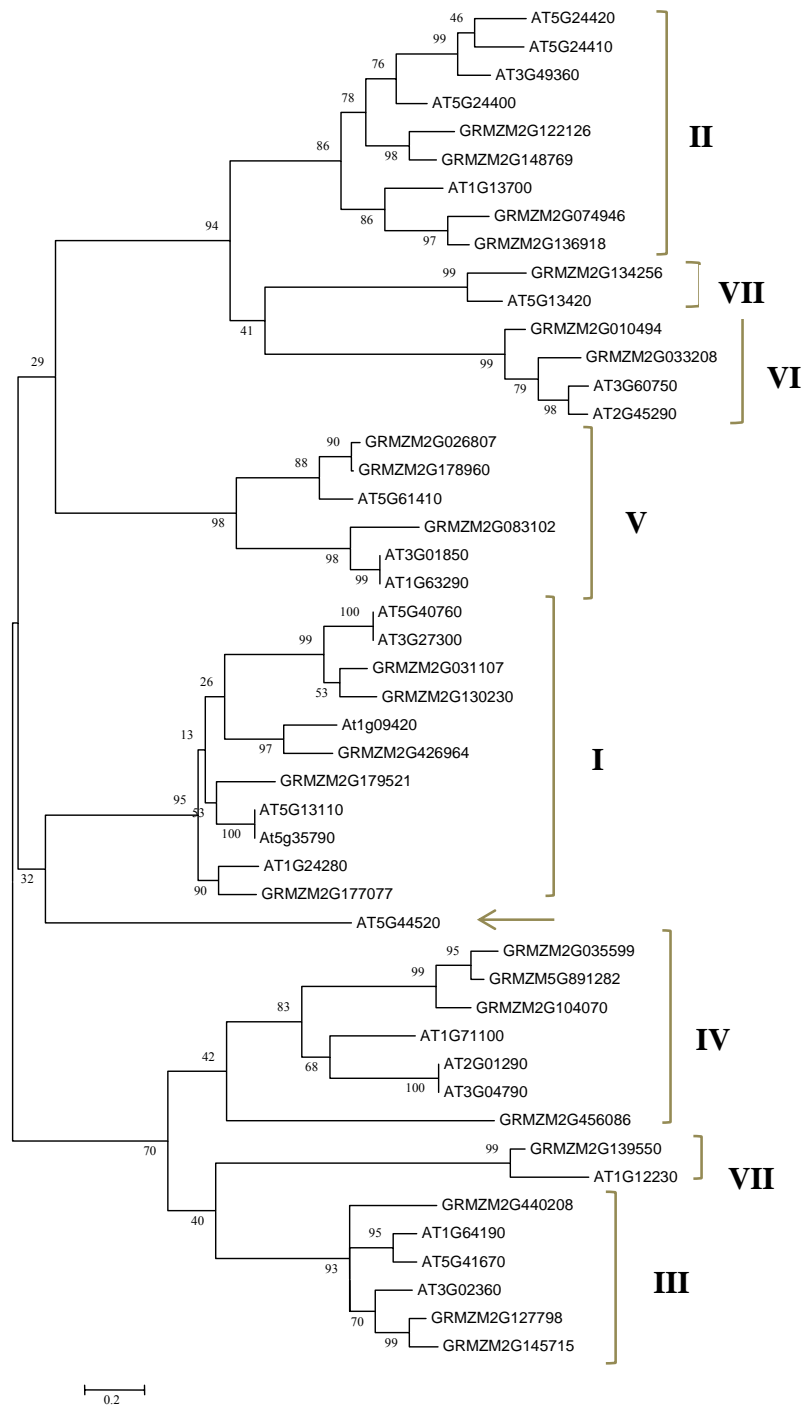 46
AT5G24420
99
AT5G24410
76
AT3G49360
78
AT5G24400
86
GRMZM2G122126
II
98
GRMZM2G148769
AT1G13700
94
86
GRMZM2G074946
97
GRMZM2G136918
99
GRMZM2G134256
VII
AT5G13420
41
GRMZM2G010494
29
99
GRMZM2G033208
VI
79
AT3G60750
98
AT2G45290
90
GRMZM2G026807
88
GRMZM2G178960
AT5G61410
98
V
GRMZM2G083102
98
AT3G01850
99
AT1G63290
100
AT5G40760
99
AT3G27300
GRMZM2G031107
26
53
GRMZM2G130230
13
At1g09420
97
GRMZM2G426964
I
GRMZM2G179521
95
53
AT5G13110
100
At5g35790
AT1G24280
32
90
GRMZM2G177077
AT5G44520
95
GRMZM2G035599
99
GRMZM5G891282
83
GRMZM2G104070
IV
AT1G71100
42
68
AT2G01290
100
AT3G04790
GRMZM2G456086
70
99
GRMZM2G139550
VII
AT1G12230
40
GRMZM2G440208
95
AT1G64190
93
AT5G41670
III
AT3G02360
70
GRMZM2G127798
99
GRMZM2G145715
0.2